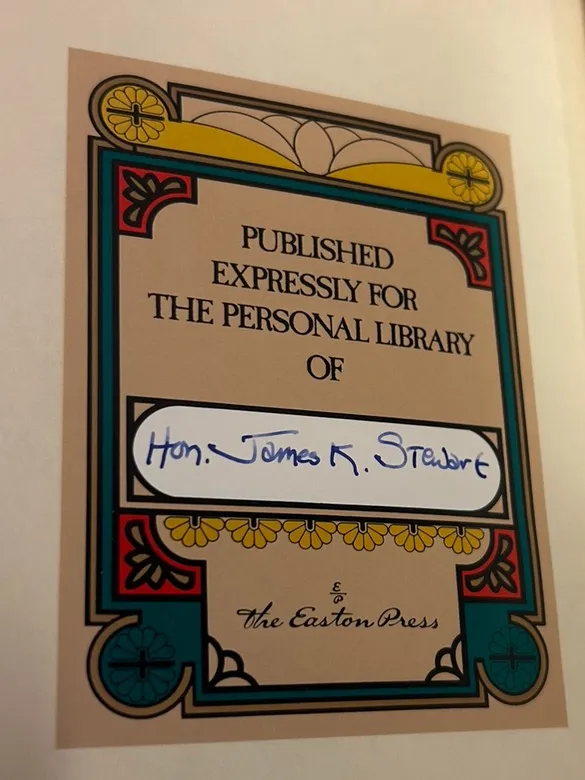 PUBLISHED
EXPRESSLY FOR
THE PERSONAL LIBRARY
OF
Hon. James K. Stewart
E
P
The Easton Press